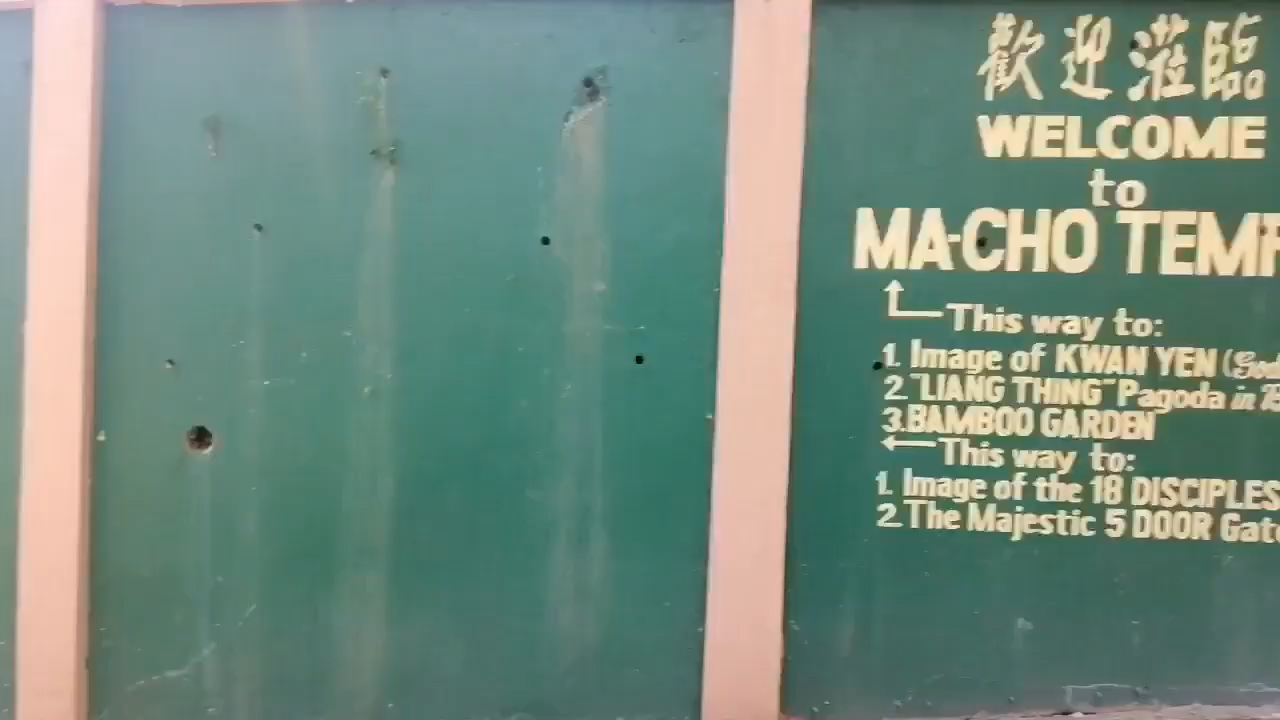 歡迎蒞臨
WELCOME
to
MA-CHO
This way to:
1. Image of KWAN YEN
2. "LIANG THING" Pagoda in
3. BAMBOO GARDEN
This way to:
1. Image of the 18 DISCIPLES
2. The Majestic 5 DOOR